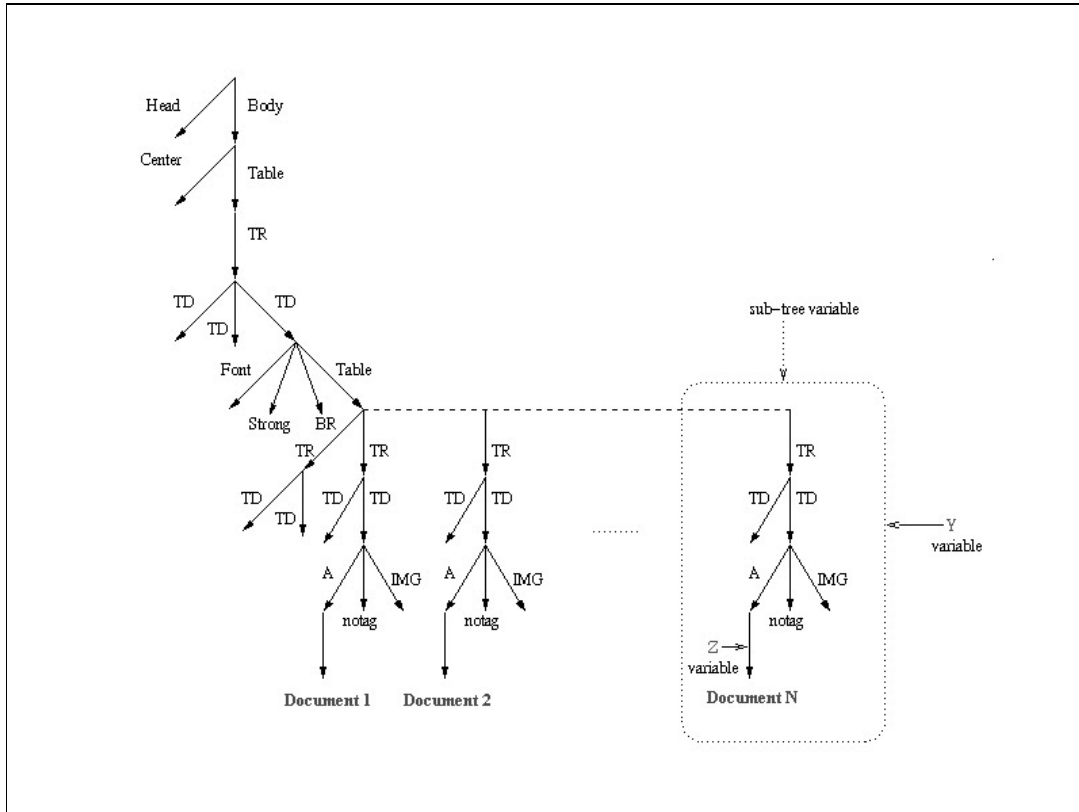 Head Body
Center
Table
TR
TD TD
TD
sub-tree variable
Font Table
Strong BR
TR TR TR TR
TD TD TD TD TD TD TD
TD
.......
Y
variable
A IMG A IMG A IMG
notag notag notag
Z
variable
Document 1 Document 2 Document N